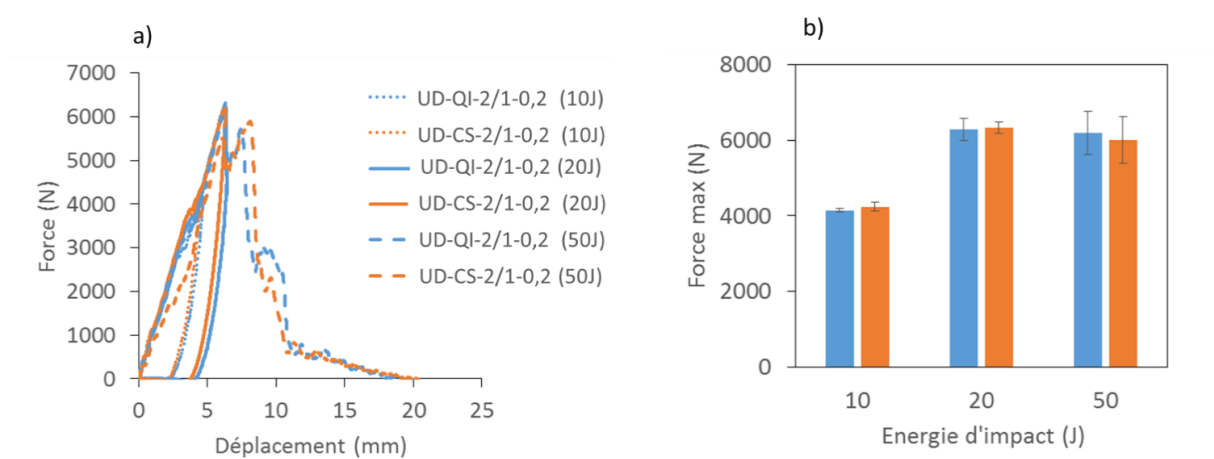 a)
7000
6000
5000
4000
3000
2000
1000
0
Force (N)
0 5 10 15 20 25
Déplacement (mm)
UD-QI-2/1-0,2 (10J)
UD-CS-2/1-0,2 (10J)
UD-QI-2/1-0,2 (20J)
UD-CS-2/1-0,2 (20J)
UD-QI-2/1-0,2 (50J)
UD-CS-2/1-0,2 (50J)
b)
8000
6000
4000
2000
0
Force max (N)
10 20 50
Energie d'impact (J)